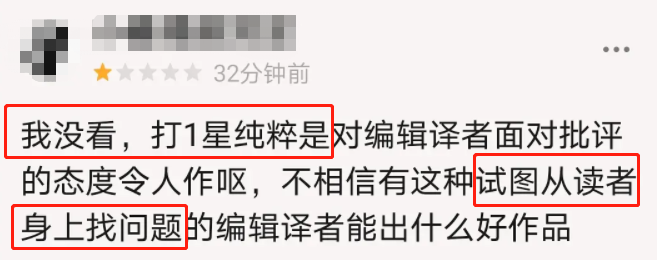 32分钟前
我没看，打1星纯粹是对编辑译者面对批评
的态度令人作呕，不相信有这种试图从读者
身上找问题的编辑译者能出什么好作品